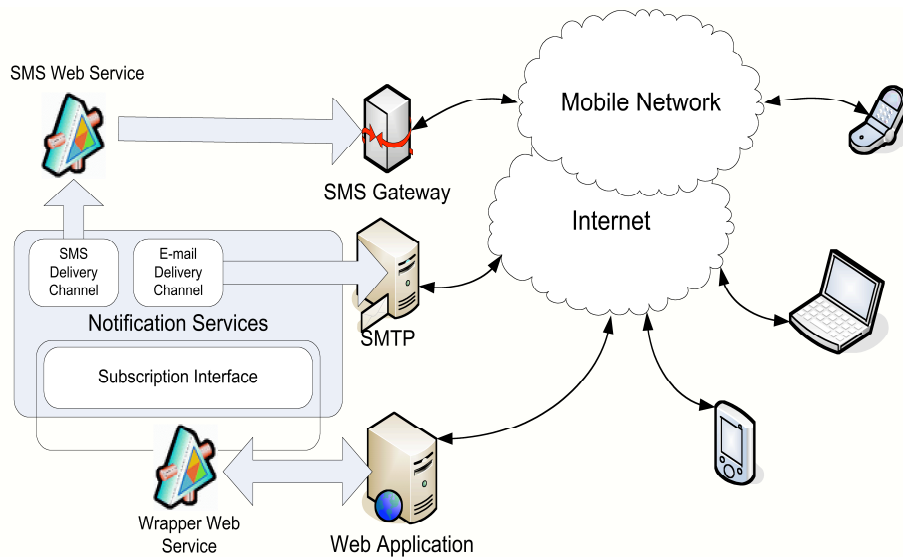 SMS Web Service
Mobile Network
SMS Gateway
Internet
SMS
Delivery
Channel
E-mail
Delivery
Channel
Notification Services
SMTP
Subscription Interface
Wrapper Web
Service
Web Application